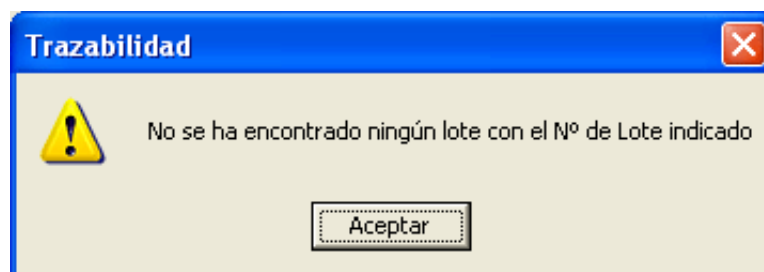 Trazabilidad
No se ha encontrado ningún lote con el Nº de Lote indicado
Aceptar